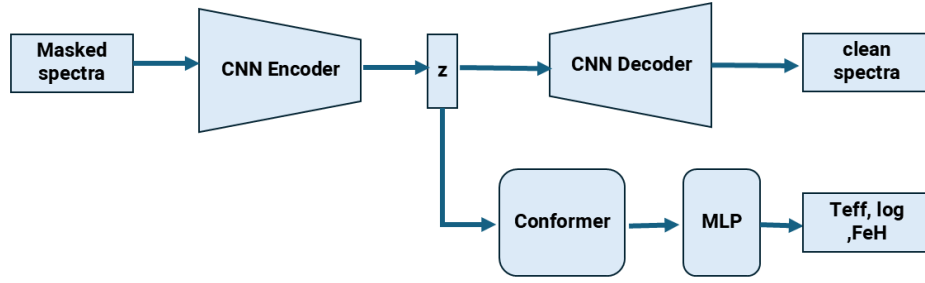 Masked
spectra
CNN Encoder
z
CNN Decoder
clean
spectra
Conformer
MLP
Teff, log
,FeH